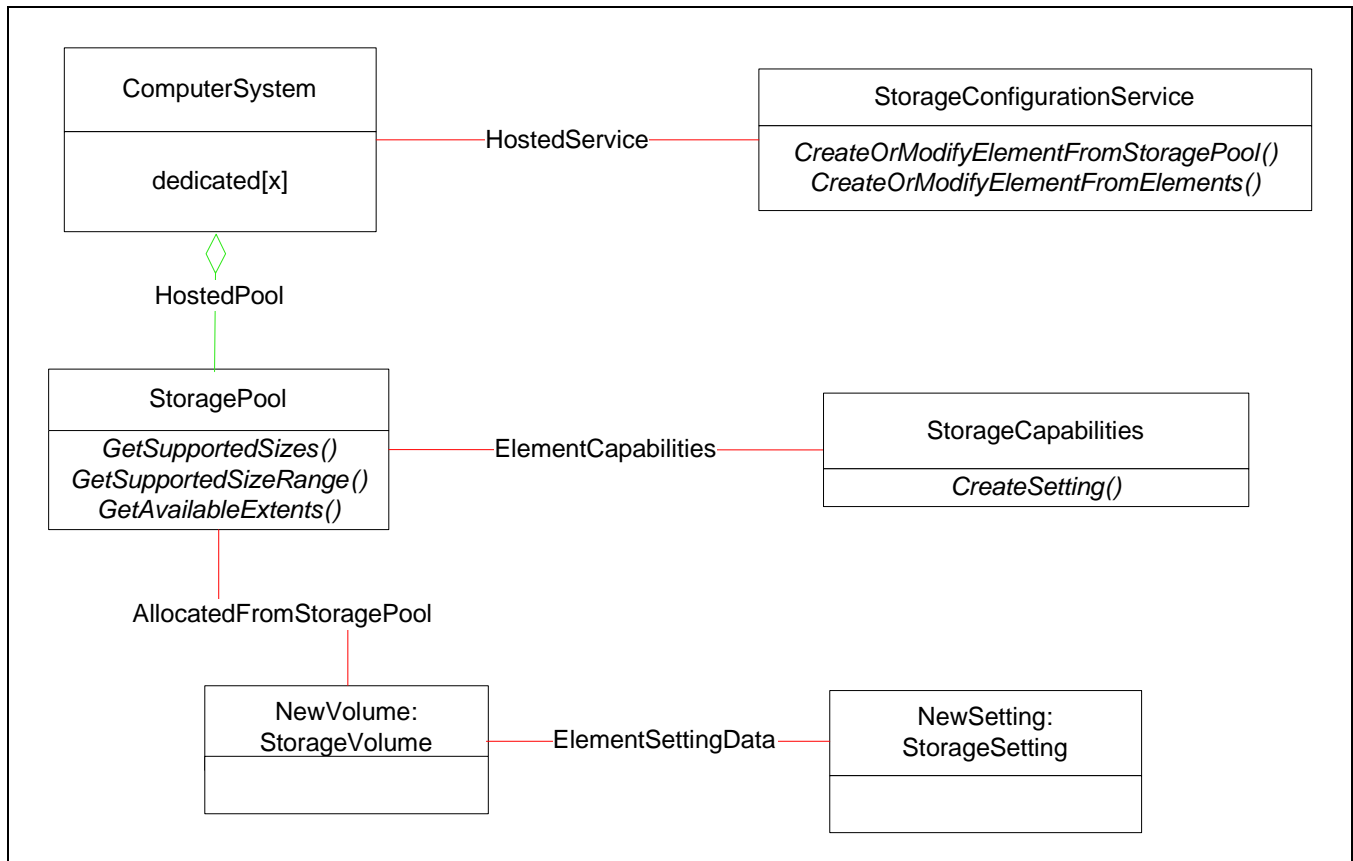 ComputerSystem
dedicated[x]
HostedService
StorageConfigurationService
CreateOrModifyElementFromStoragePool()
CreateOrModifyElementFromElements()
HostedPool
StoragePool
GetSupportedSizes()
GetSupportedSizeRange()
GetAvailableExtents()
ElementCapabilities
StorageCapabilities
CreateSetting()
AllocatedFromStoragePool
NewVolume:
StorageVolume
ElementSettingData
NewSetting:
StorageSetting